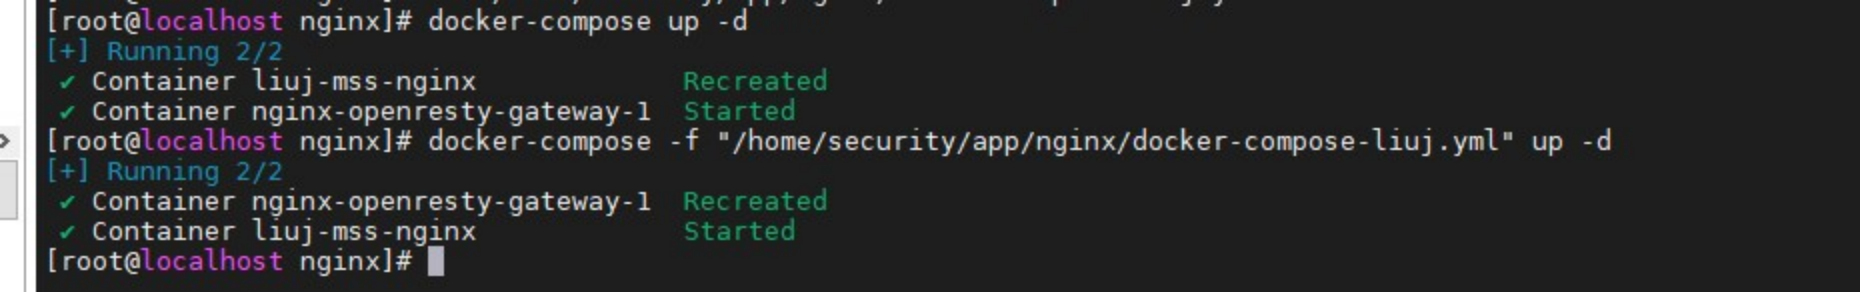 [root@localhost nginx]# docker-compose up -d
[+] Running 2/2
✔ Container liuj-mss-nginx Recreated
✔ Container nginx-openresty-gateway-1 Started
[root@localhost nginx]# docker-compose -f "/home/security/app/nginx/docker-compose-liuj.yml" up -d
[+] Running 2/2
✔ Container nginx-openresty-gateway-1 Recreated
✔ Container liuj-mss-nginx Started
[root@localhost nginx]#